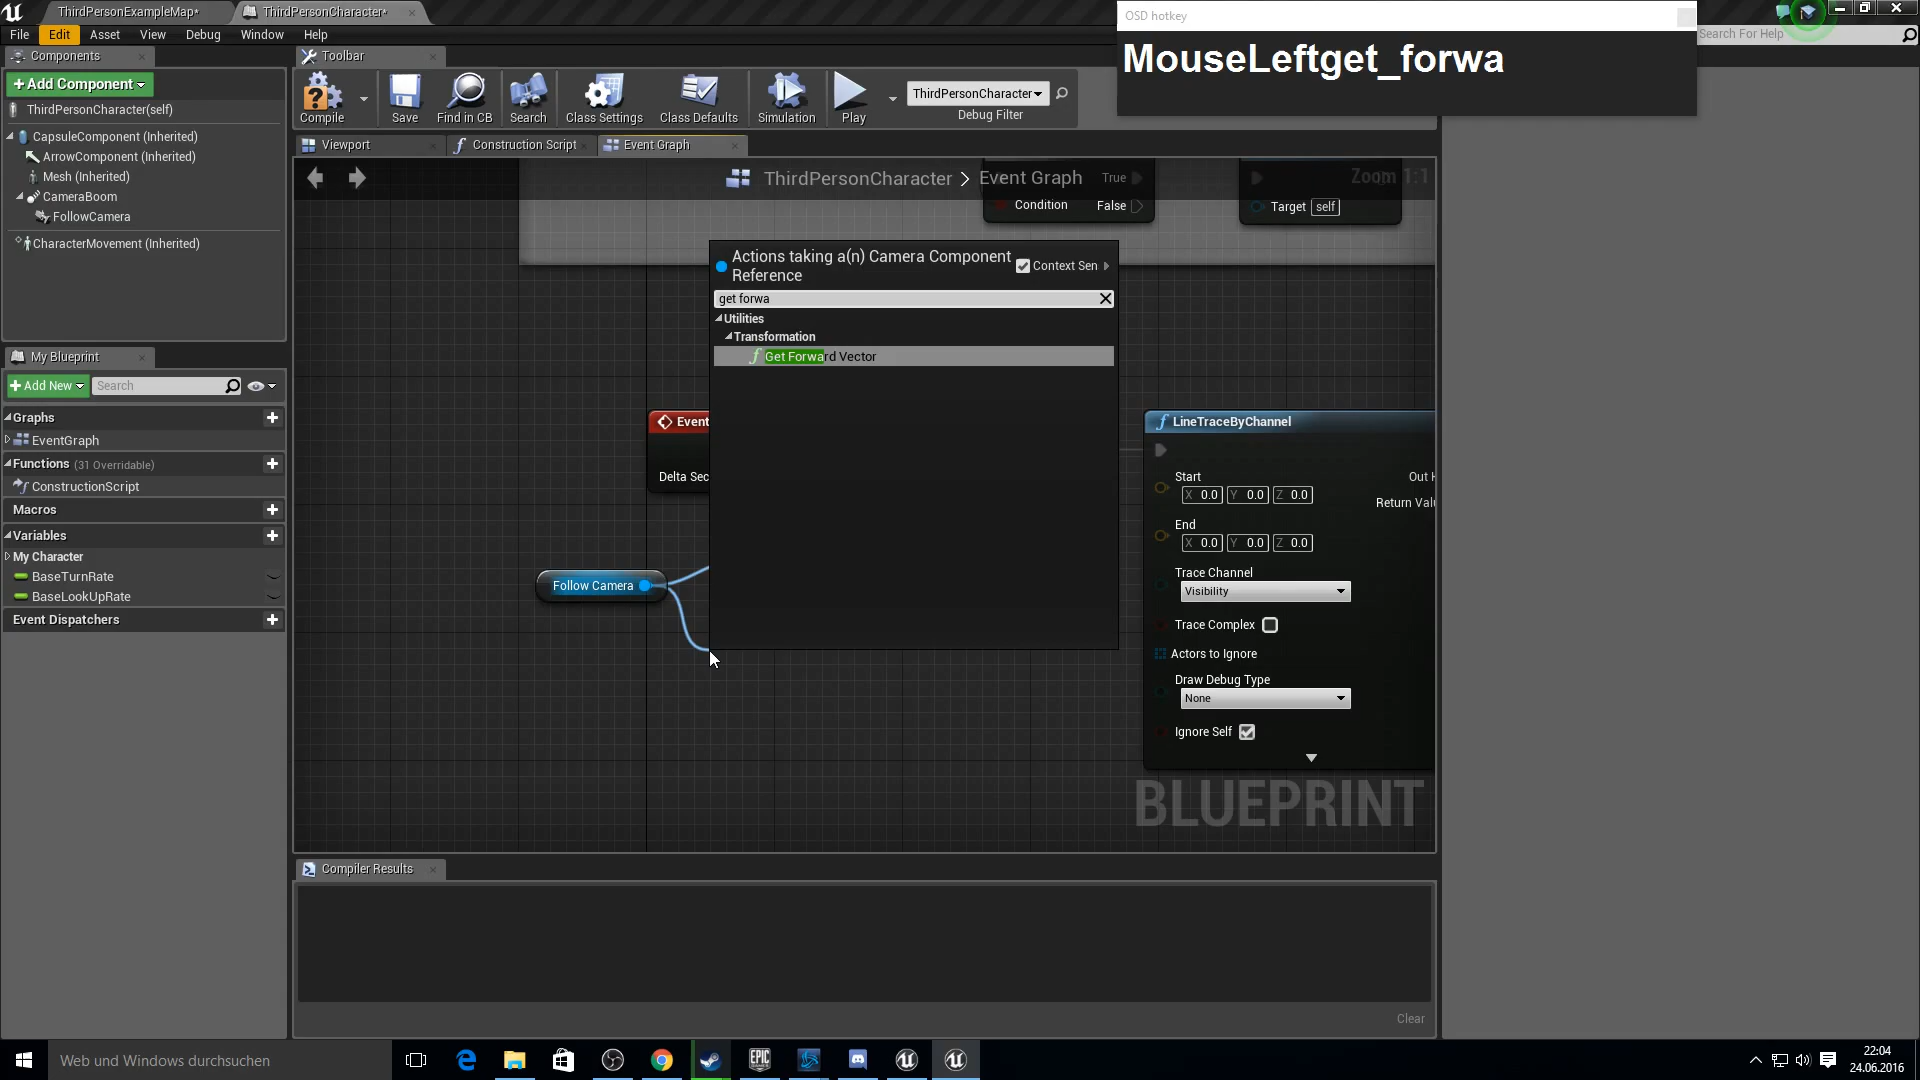 ThirdPersonExampleMap*
ThirdPersonCharacter*
OSD hotkey
MouseLeftget_forwa
Search For Help
File
Edit
Asset
View
Debug
Window
Help
Components
Toolbar
+Add Component
ThirdPersonCharacter(self)
CapsuleComponent (Inherited)
ArrowComponent (Inherited)
Mesh (Inherited)
CameraBoom
FollowCamera
CharacterMovement (Inherited)
Compile
Save
Find in CB
Search
Class Settings
Class Defaults
Simulation
Play
ThirdPersonCharacter
Debug Filter
Viewport
Construction Script
Event Graph
ThirdPersonCharacter > Event Graph
Zoom 1:1
True
Condition
False
Target
self
Actions taking a(n) Camera Component
Reference
Context Sen
get forwa
Utilities
Transformation
Get Forward Vector
Event
Delta Sec
Follow Camera
LineTraceByChannel
Start
X 0.0 Y 0.0 Z 0.0
Out H
Return Valu
End
X 0.0 Y 0.0 Z 0.0
Trace Channel
Visibility
Trace Complex
Actors to Ignore
Draw Debug Type
None
Ignore Self
BLUEPRINT
My Blueprint
+Add New
Search
Graphs
EventGraph
Functions (31 Overridable)
ConstructionScript
Macros
Variables
My Character
BaseTurnRate
BaseLookUpRate
Event Dispatchers
Compiler Results
Clear
Web und Windows durchsuchen
EPIC
GAMES
22:04
24.06.2016